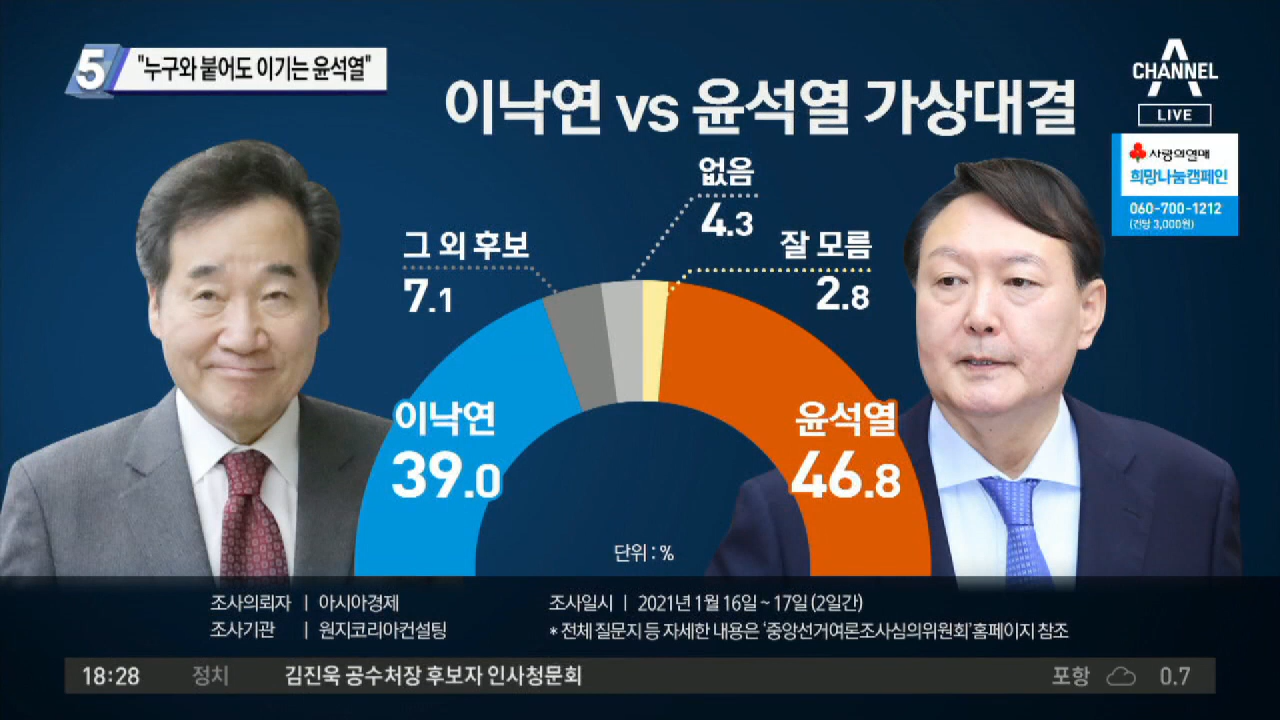 5 "누구와 붙어도 이기는 윤석열"
이낙연 vs 윤석열 가상대결
CHANNEL A
LIVE
사랑의열매
희망나눔캠페인
060-700-1212
(건당 3,000원)
없음
4.3
그 외 후보
7.1
잘 모름
2.8
이낙연
39.0
윤석열
46.8
단위 : %
조사의뢰자 | 아시아경제
조사일시 | 2021년 1월 16일 ~ 17일 (2일간)
조사기관 | 원지코리아컨설팅
* 전체 질문지 등 자세한 내용은 '중앙선거여론조사심의위원회' 홈페이지 참조
18:28 정치 김진욱 공수처장 후보자 인사청문회 포항 0.7